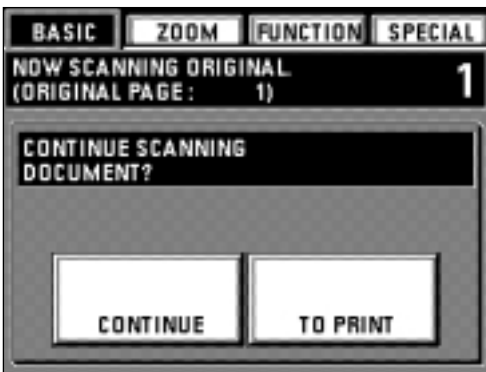 BASIC ZOOM FUNCTION SPECIAL
NOW SCANNING ORIGINAL.
(ORIGINAL PAGE: 1) 1
CONTINUE SCANNING
DOCUMENT?
CONTINUE TO PRINT